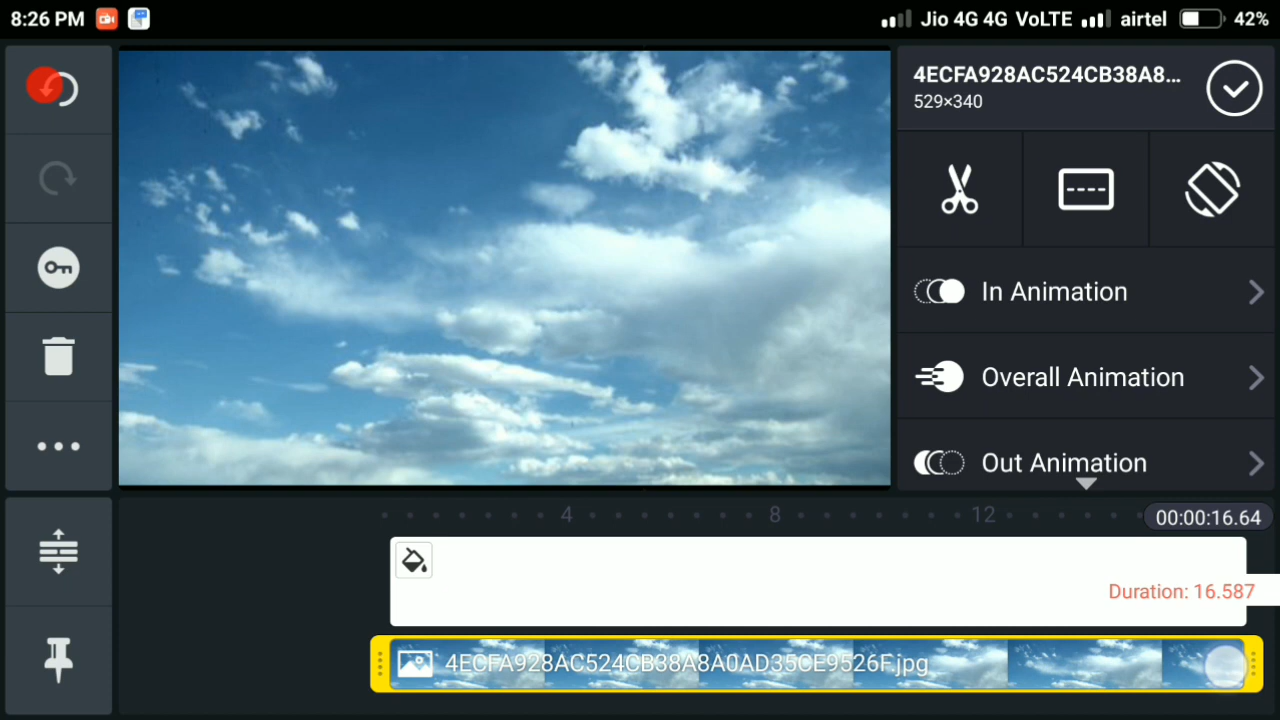 8:26 PM Jio 4G 4G VoLTE airtel 42%
4ECFA928AC524CB38A8...
529×340
In Animation
Overall Animation
Out Animation
4 8 12 00:00:16.64
Duration: 16.587
4ECFA928AC524CB38A8A0AD35CE9526F.jpg